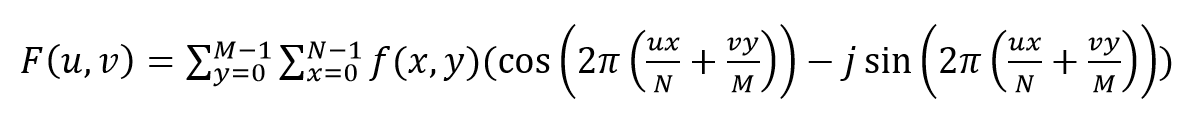 F(u, v) = ∑_{y=0}^{M−1} ∑_{x=0}^{N−1} f(x, y)(cos(2π(ux/N + vy/M)) − j sin(2π(ux/N + vy/M)))